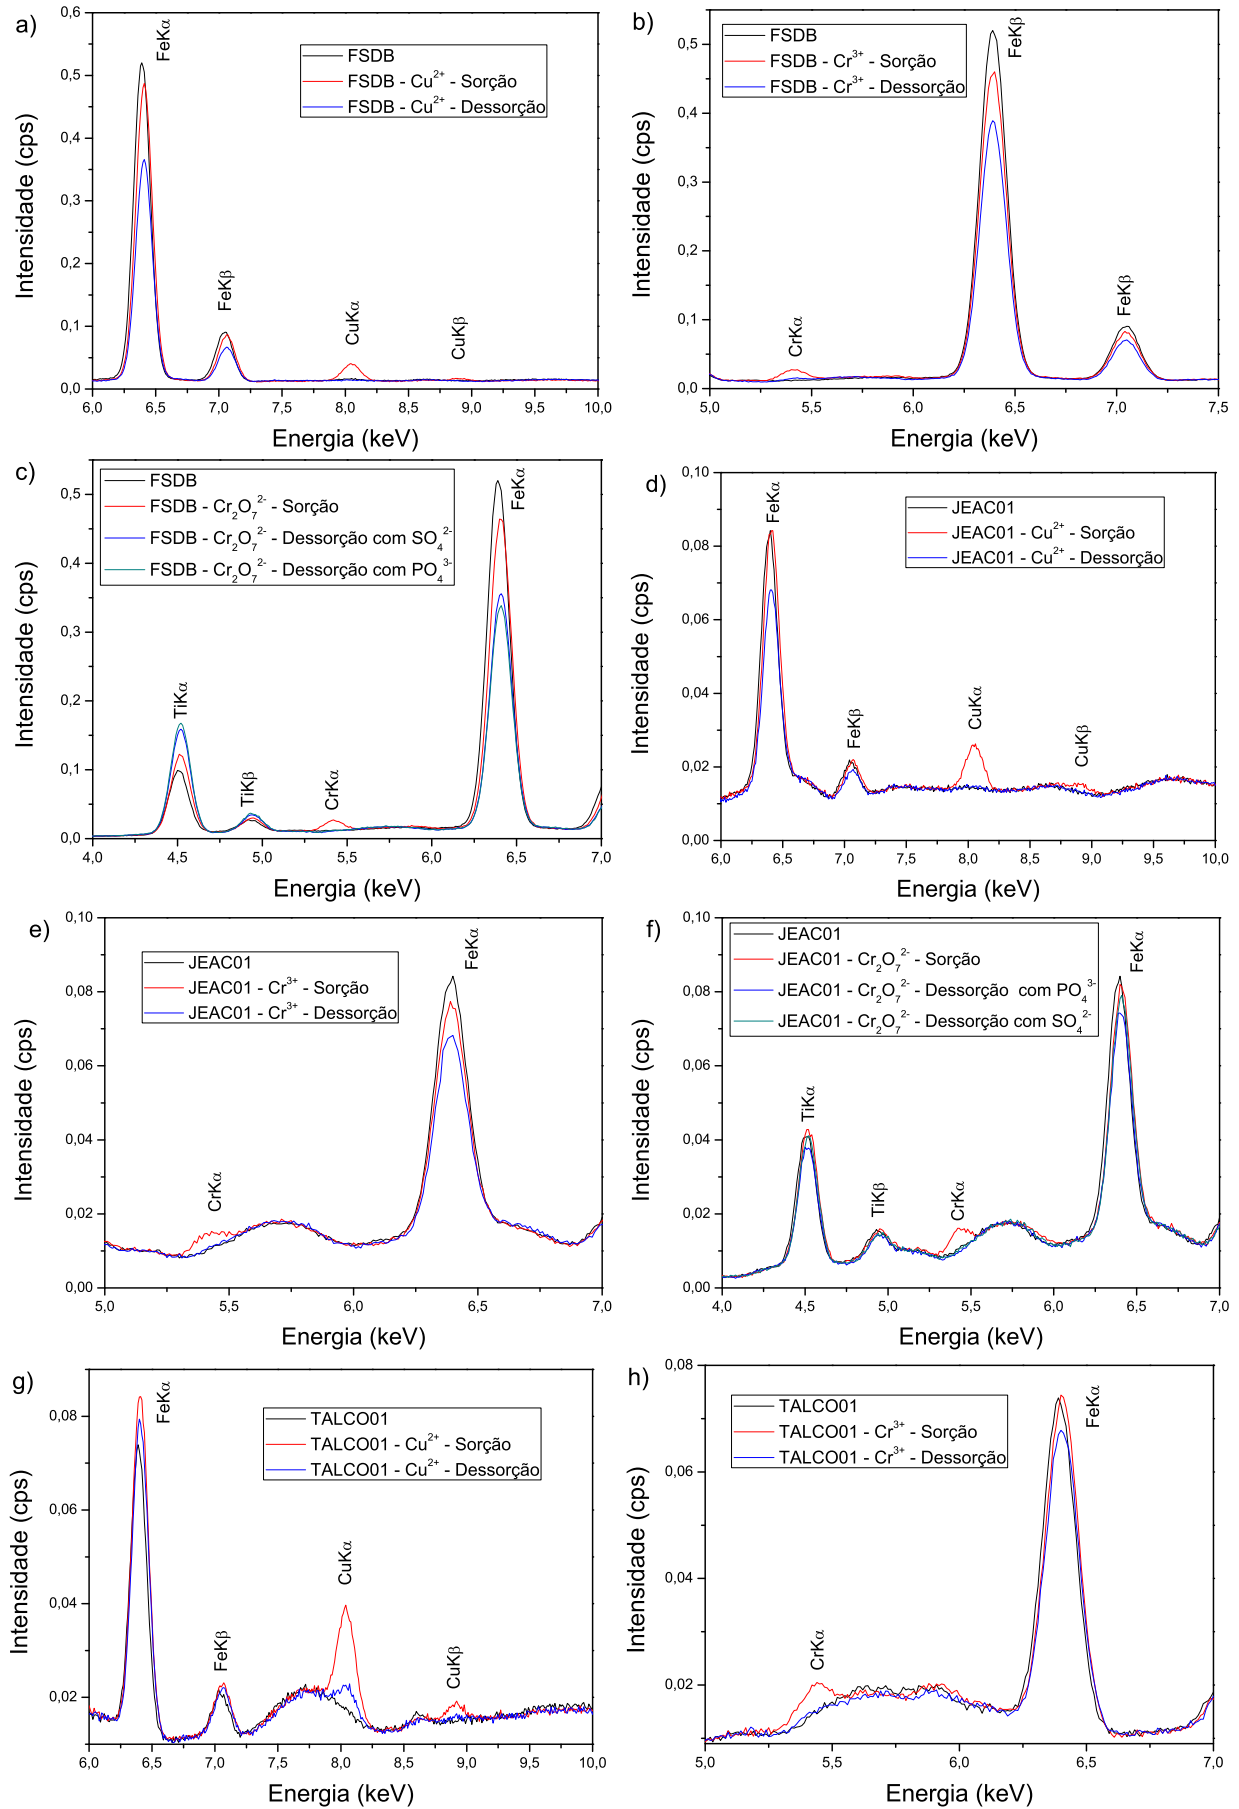 a)
0,6
0,5
0,4
0,3
0,2
0,1
0,0
Intensidade (cps)
FeKα
FeKβ
CuKα
CuKβ
FSDB
FSDB - Cu²⁺ - Sorção
FSDB - Cu²⁺ - Dessorção
6,0 6,5 7,0 7,5 8,0 8,5 9,0 9,5 10,0
Energia (keV)
b)
0,5
0,4
0,3
0,2
0,1
0,0
Intensidade (cps)
CrKα
FeKβ
FeKβ
FSDB
FSDB - Cr³⁺ - Sorção
FSDB - Cr³⁺ - Dessorção
5,0 5,5 6,0 6,5 7,0 7,5
Energia (keV)
c)
0,5
0,4
0,3
0,2
0,1
0,0
Intensidade (cps)
TiKα
TiKβ
CrKα
FeKα
FSDB
FSDB - Cr₂O₇²⁻ - Sorção
FSDB - Cr₂O₇²⁻ - Dessorção com SO₄²⁻
FSDB - Cr₂O₇²⁻ - Dessorção com PO₄³⁻
4,0 4,5 5,0 5,5 6,0 6,5 7,0
Energia (keV)
d)
0,10
0,08
0,06
0,04
0,02
0,00
Intensidade (cps)
FeKα
FeKβ
CuKα
CuKβ
JEAC01
JEAC01 - Cu²⁺ - Sorção
JEAC01 - Cu²⁺ - Dessorção
6,0 6,5 7,0 7,5 8,0 8,5 9,0 9,5 10,0
Energia (keV)
e)
0,10
0,08
0,06
0,04
0,02
0,00
Intensidade (cps)
CrKα
FeKα
JEAC01
JEAC01 - Cr³⁺ - Sorção
JEAC01 - Cr³⁺ - Dessorção
5,0 5,5 6,0 6,5 7,0
Energia (keV)
f)
0,10
0,08
0,06
0,04
0,02
0,00
Intensidade (cps)
TiKα
TiKβ
CrKα
FeKα
JEAC01
JEAC01 - Cr₂O₇²⁻ - Sorção
JEAC01 - Cr₂O₇²⁻ - Dessorção com PO₄³⁻
JEAC01 - Cr₂O₇²⁻ - Dessorção com SO₄²⁻
4,0 4,5 5,0 5,5 6,0 6,5 7,0
Energia (keV)
g)
0,08
0,06
0,04
0,02
Intensidade (cps)
FeKα
FeKβ
CuKα
CuKβ
TALCO01
TALCO01 - Cu²⁺ - Sorção
TALCO01 - Cu²⁺ - Dessorção
6,0 6,5 7,0 7,5 8,0 8,5 9,0 9,5 10,0
Energia (keV)
h)
0,08
0,06
0,04
0,02
Intensidade (cps)
CrKα
FeKα
TALCO01
TALCO01 - Cr³⁺ - Sorção
TALCO01 - Cr³⁺ - Dessorção
5,0 5,5 6,0 6,5 7,0
Energia (keV)